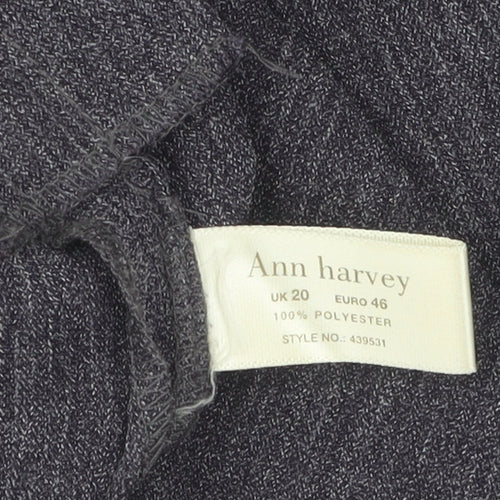 Ann harvey
UK 20 EURO 46
100% POLYESTER
STYLE NO.: 439531